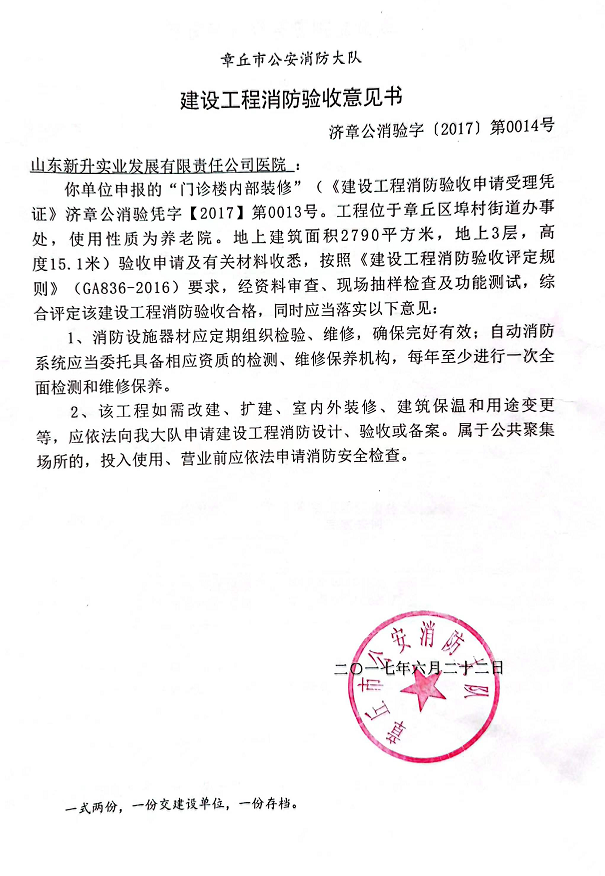 章丘市公安消防大队
建设工程消防验收意见书
济章公消验字〔2017〕第0014号
山东新升实业发展有限责任公司医院：
你单位申报的“门诊楼内部装修”（《建设工程消防验收申请受理凭
证》济章公消验凭字【2017】第0013号。工程位于章丘区埠村街道办事
处，使用性质为养老院。地上建筑面积2790平方米，地上3层，高
度15.1米）验收申请及有关材料收悉，按照《建设工程消防验收评定规
则》（GA836-2016）要求，经资料审查、现场抽样检查及功能测试，综
合评定该建设工程消防验收合格，同时应当落实以下意见：
1、消防设施器材应定期组织检验、维修，确保完好有效；自动消防
系统应当委托具备相应资质的检测、维修保养机构，每年至少进行一次全
面检测和维修保养。
2、该工程如需改建、扩建、室内外装修、建筑保温和用途变更
等，应依法向我大队申请建设工程消防设计、验收或备案。属于公共聚集
场所的，投入使用、营业前应依法申请消防安全检查。
章丘市公安消防大队
二〇一七年六月二十二日
一式两份，一份交建设单位，一份存档。